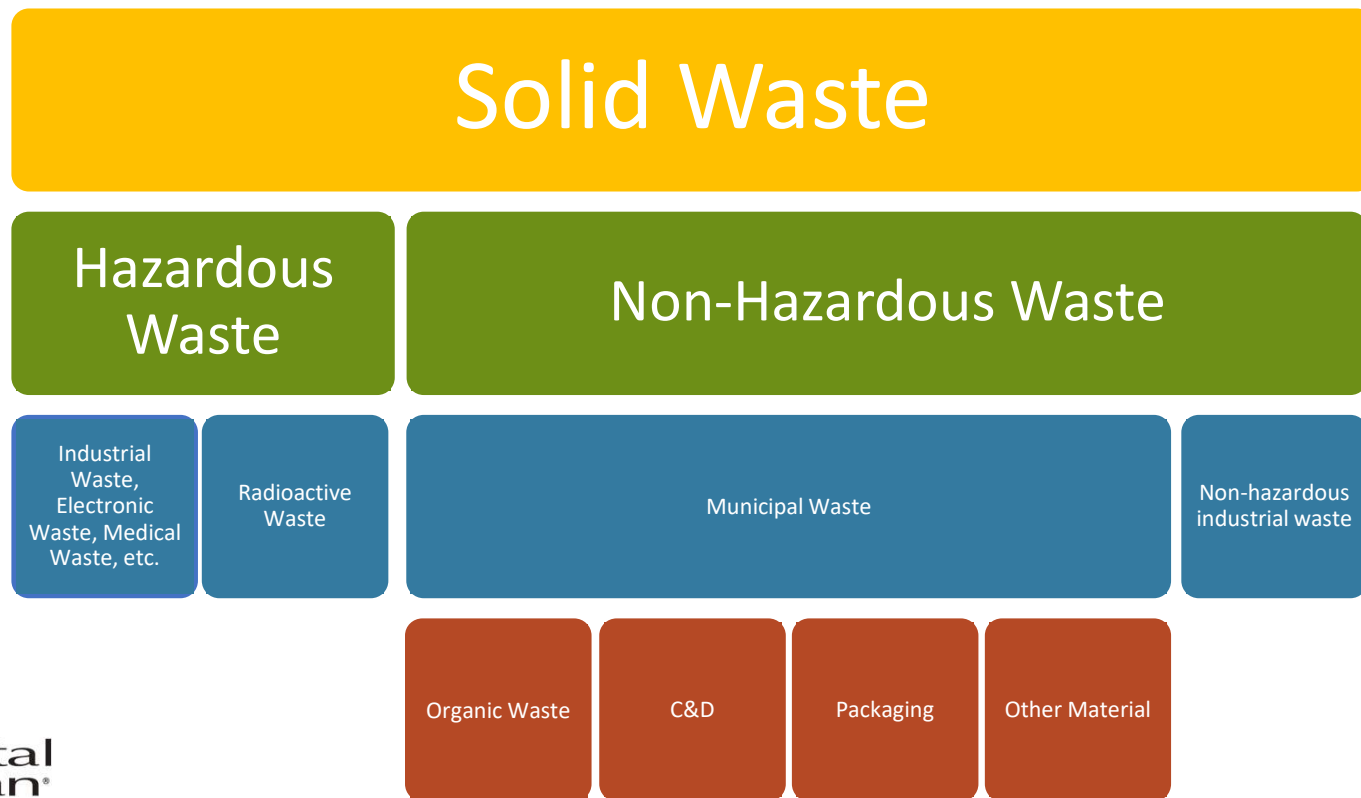 Solid Waste
Hazardous
Waste
Non-Hazardous Waste
Industrial
Waste,
Electronic
Waste, Medical
Waste, etc.
Radioactive
Waste
Municipal Waste
Non-hazardous
industrial waste
Organic Waste
C&D
Packaging
Other Material